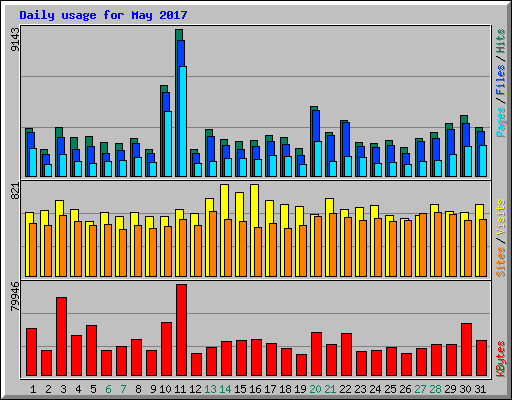 Daily usage for May 2017
9143
Pages / Files / Hits
821
Sites / Visits
79946
KBytes
1 2 3 4 5 6 7 8 9 10 11 12 13 14 15 16 17 18 19 20 21 22 23 24 25 26 27 28 29 30 31